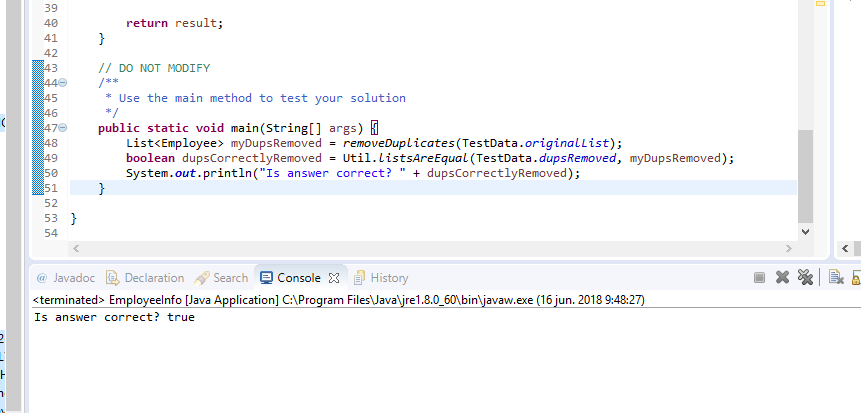 39
40 return result;
41 }
42
43 // DO NOT MODIFY
44 /**
45 * Use the main method to test your solution
46 */
47 public static void main(String[] args) {
48 List<Employee> myDupsRemoved = removeDuplicates(TestData.originalList);
49 boolean dupsCorrectlyRemoved = Util.listsAreEqual(TestData.dupsRemoved, myDupsRemoved);
50 System.out.println("Is answer correct? " + dupsCorrectlyRemoved);
51 }
52
53 }
54
@ Javadoc Declaration Search Console History
<terminated> EmployeeInfo [Java Application] C:\Program Files\Java\jre1.8.0_60\bin\javaw.exe (16 jun. 2018 9:48:27)
Is answer correct? true